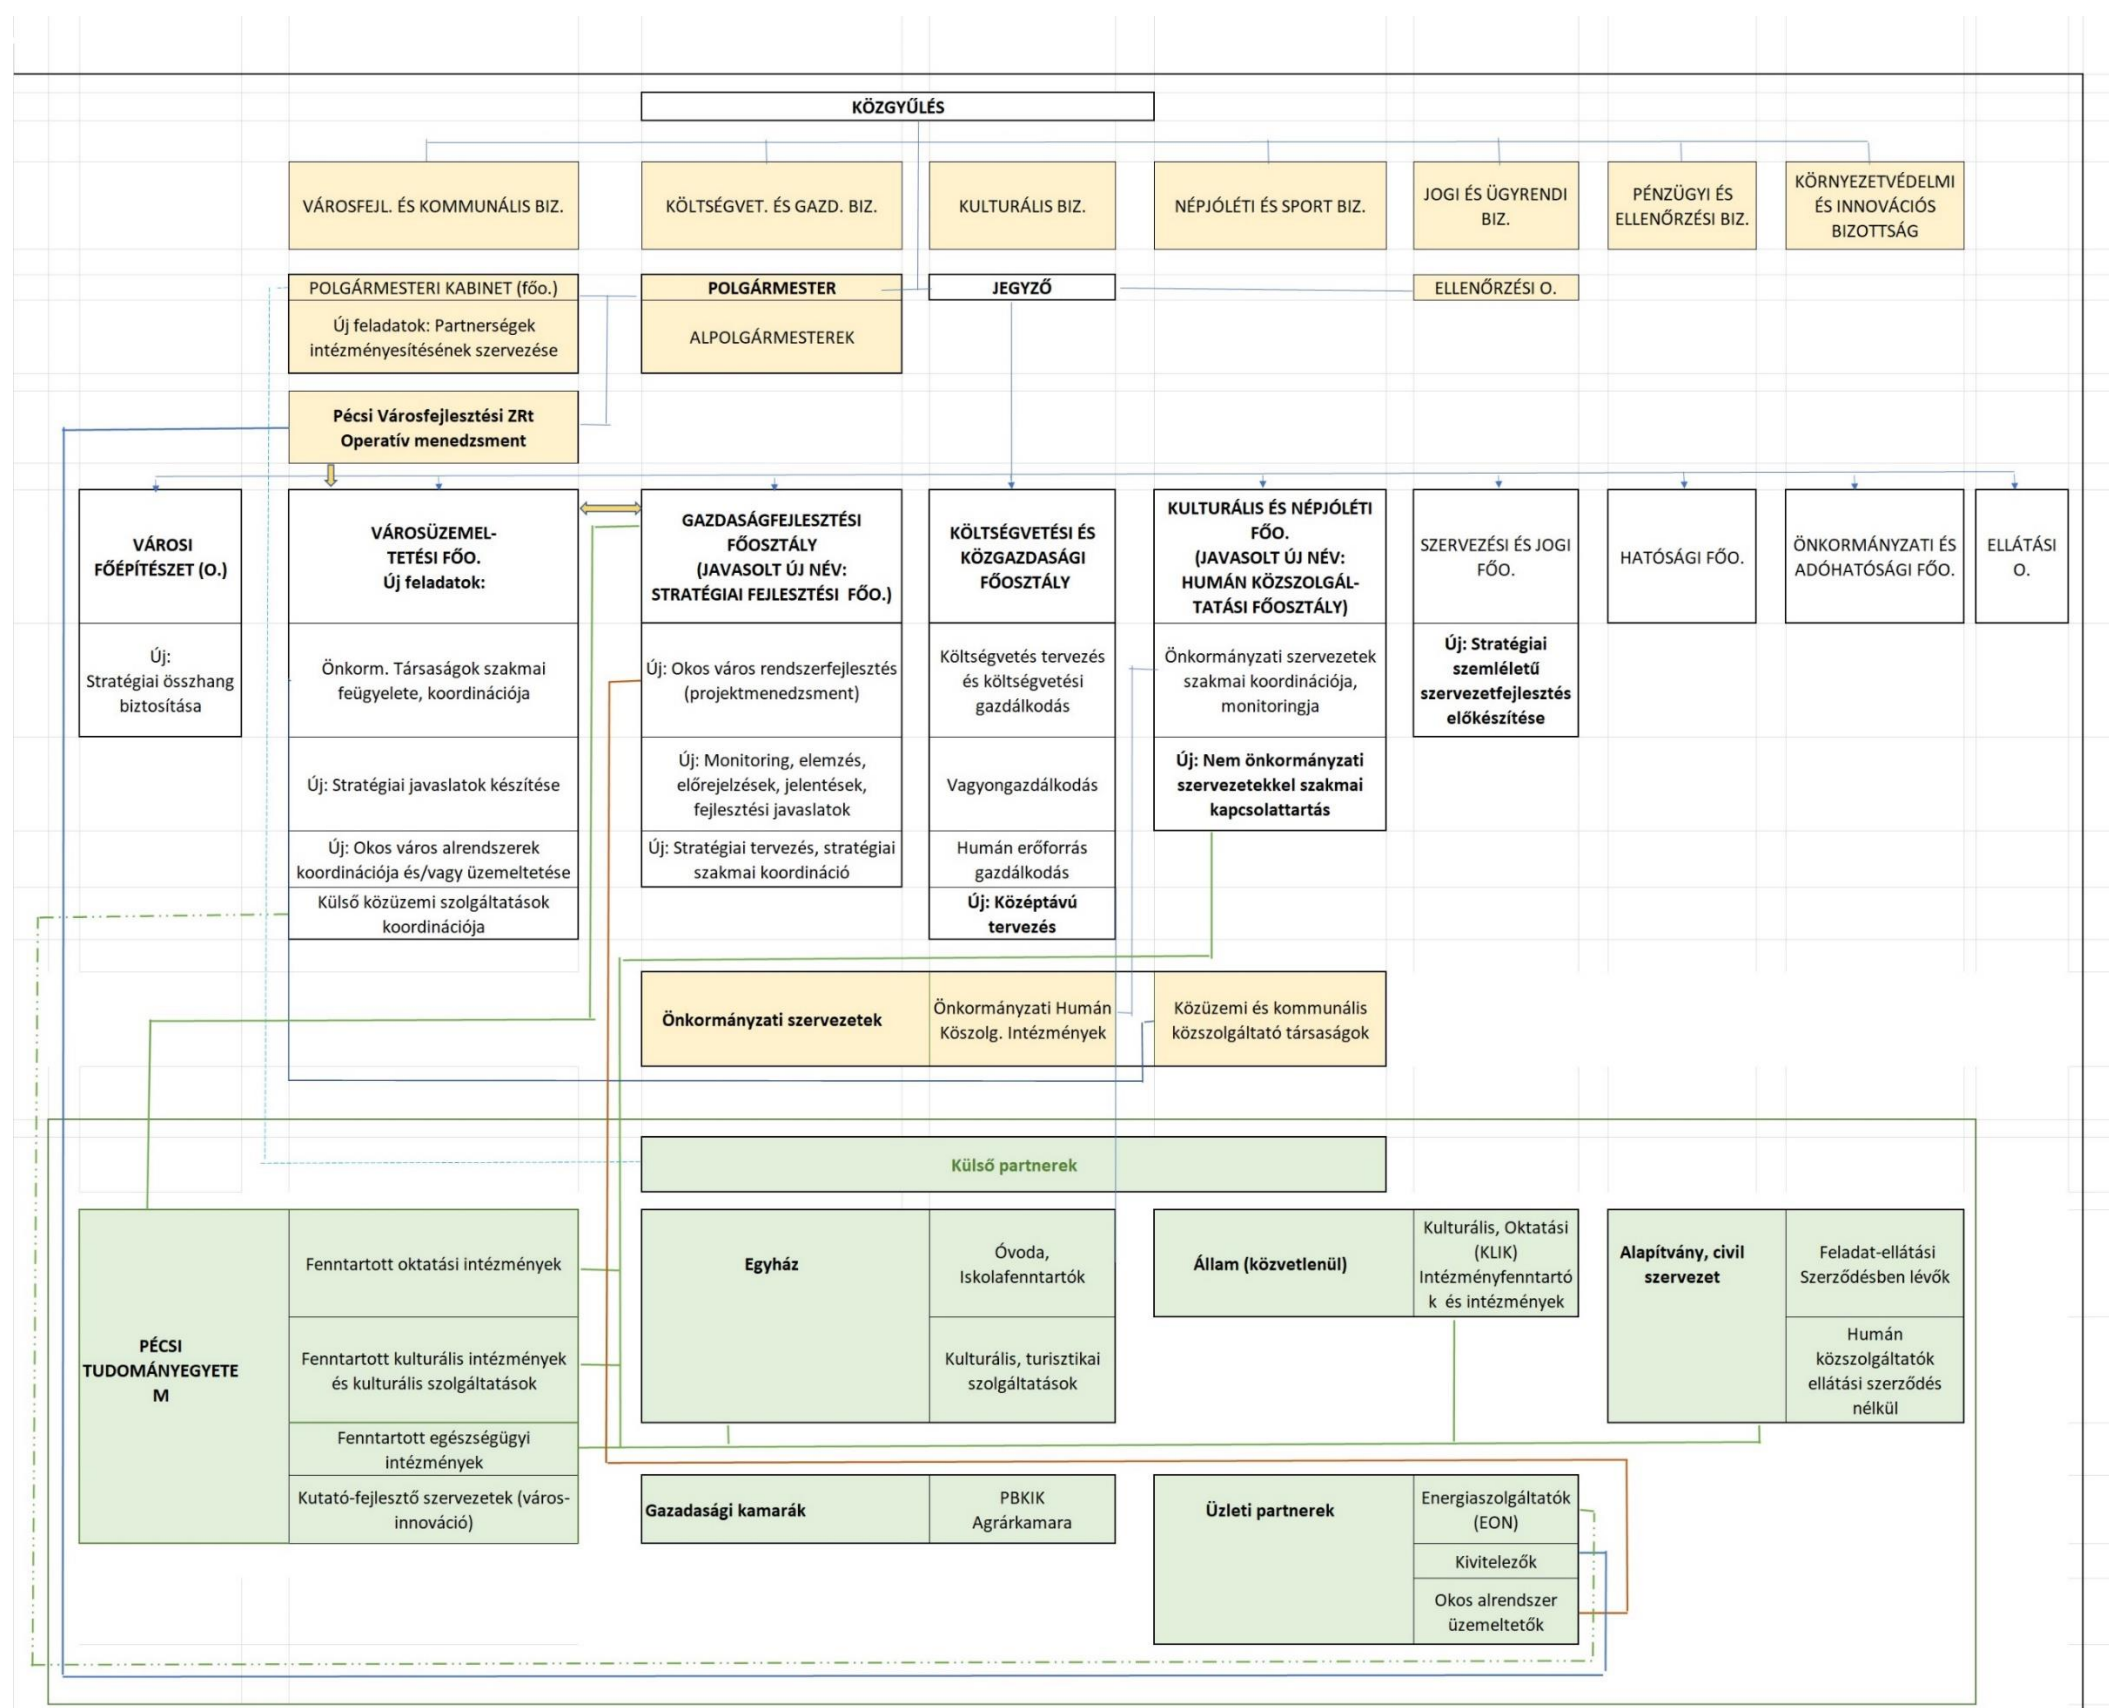 KÖZGYŰLÉS
VÁROSFEJL. ÉS KOMMUNÁLIS BIZ.
KÖLTSÉGVET. ÉS GAZD. BIZ.
KULTURÁLIS BIZ.
NÉPJÓLÉTI ÉS SPORT BIZ.
JOGI ÉS ÜGYRENDI
BIZ.
PÉNZÜGYI ÉS
ELLENŐRZÉSI BIZ.
KÖRNYEZETVÉDELMI
ÉS INNOVÁCIÓS
BIZOTTSÁG
POLGÁRMESTERI KABINET (főo.)
Új feladatok: Partnerségek
intézményesítésének szervezése
POLGÁRMESTER
ALPOLGÁRMESTEREK
JEGYZŐ
ELLENŐRZÉSI O.
Pécsi Városfejlesztési ZRt
Operatív menedzsment
VÁROSI
FŐÉPÍTÉSZET (O.)
VÁROSÜZEMEL-
TETÉSI FŐO.
Új feladatok:
GAZDASÁGFEJLESZTÉSI
FŐOSZTÁLY
(JAVASOLT ÚJ NÉV:
STRATÉGIAI FEJLESZTÉSI FŐO.)
KÖLTSÉGVETÉSI ÉS
KÖZGAZDASÁGI
FŐOSZTÁLY
KULTURÁLIS ÉS NÉPJÓLÉTI
FŐO.
(JAVASOLT ÚJ NÉV:
HUMÁN KÖZSZOLGÁL-
TATÁSI FŐOSZTÁLY)
SZERVEZÉSI ÉS JOGI
FŐO.
HATÓSÁGI FŐO.
ÖNKORMÁNYZATI ÉS
ADÓHATÓSÁGI FŐO.
ELLÁTÁSI
O.
Új:
Stratégiai összhang
biztosítása
Önkorm. Társaságok szakmai
feügyelete, koordinációja
Új: Okos város rendszerfejlesztés
(projektmenedzsment)
Költségvetés tervezés
és költségvetési
gazdálkodás
Önkormányzati szervezetek
szakmai koordinációja,
monitoringja
Új: Stratégiai
szemléletű
szervezetfejlesztés
előkészítése
Új: Stratégiai javaslatok készítése
Új: Monitoring, elemzés,
előrejelzések, jelentések,
fejlesztési javaslatok
Vagyongazdálkodás
Új: Nem önkormányzati
szervezetekkel szakmai
kapcsolattartás
Új: Okos város alrendszerek
koordinációja és/vagy üzemeltetése
Új: Stratégiai tervezés, stratégiai
szakmai koordináció
Humán erőforrás
gazdálkodás
Külső közüzemi szolgáltatások
koordinációja
Új: Középtávú
tervezés
Önkormányzati szervezetek
Önkormányzati Humán
Köszolg. Intézmények
Közüzemi és kommunális
közszolgáltató társaságok
Külső partnerek
PÉCSI
TUDOMÁNYEGYETE
M
Fenntartott oktatási intézmények
Fenntartott kulturális intézmények
és kulturális szolgáltatások
Fenntartott egészségügyi
intézmények
Kutató-fejlesztő szervezetek (város-
innováció)
Egyház
Óvoda,
Iskolafenntartók
Kulturális, turisztikai
szolgáltatások
Állam (közvetlenül)
Kulturális, Oktatási
(KLIK)
Intézményfenntartó
k és intézmények
Alapítvány, civil
szervezet
Feladat-ellátási
Szerződésben lévők
Humán
közszolgáltatók
ellátási szerződés
nélkül
Gazadasági kamarák
PBKIK
Agrárkamara
Üzleti partnerek
Energiaszolgáltatók
(EON)
Kivitelezők
Okos alrendszer
üzemeltetők